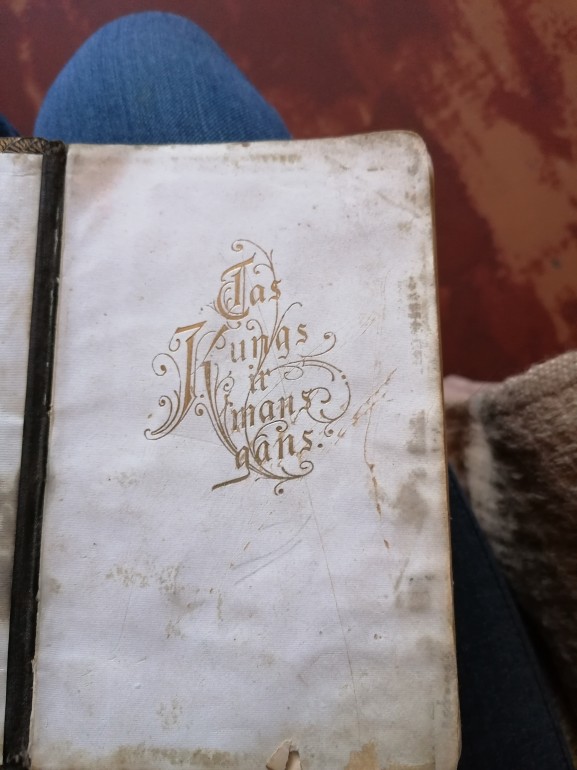 Tas
Kungs
ir
mans
gans.